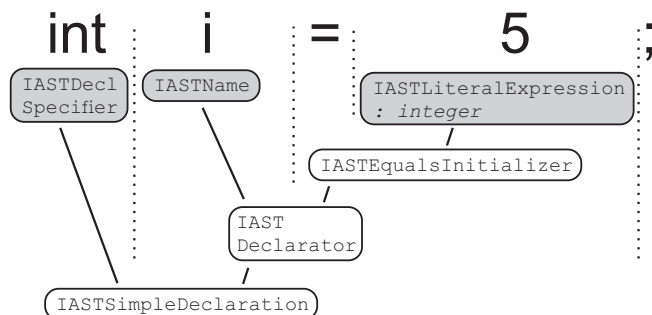 int i = 5 ;
IASTDecl
Specifier
IASTName
IASTLiteralExpression
: integer
IASTEqualsInitializer
IAST
Declarator
IASTSimpleDeclaration